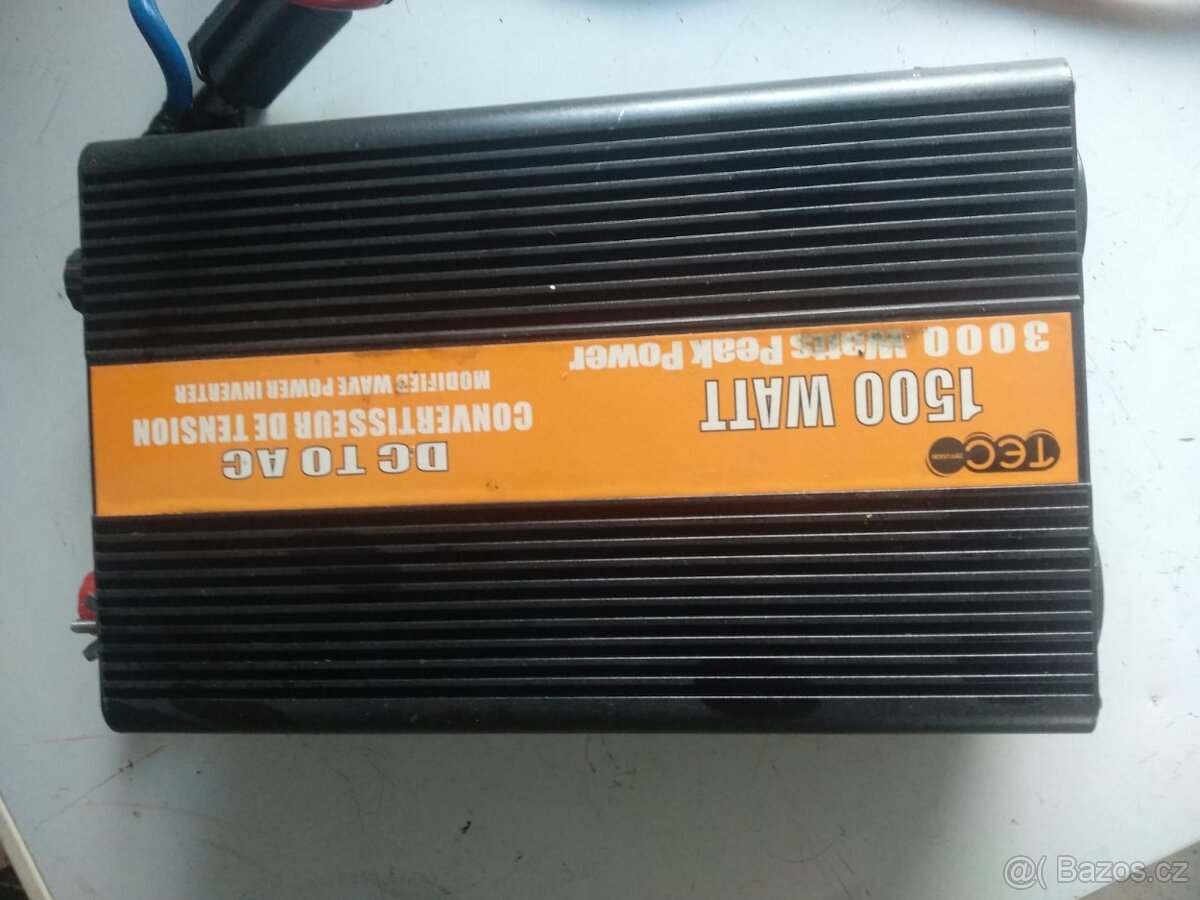 TEC
DIFFUSION
1500 WATT
3000 Watts Peak Power
DC TO AC
CONVERTISSEUR DE TENSION
MODIFIED WAVE POWER INVERTER
@( Bazos.cz